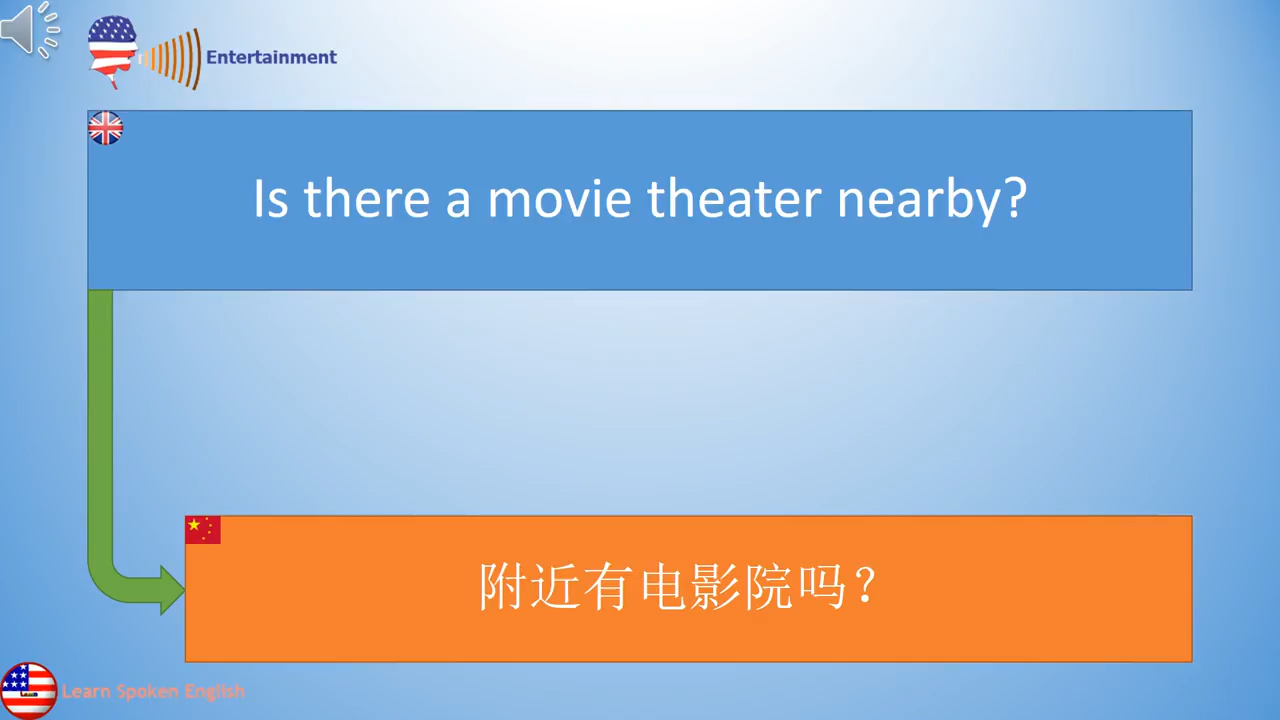 Entertainment
Is there a movie theater nearby?
附近有电影院吗?
Learn Spoken English